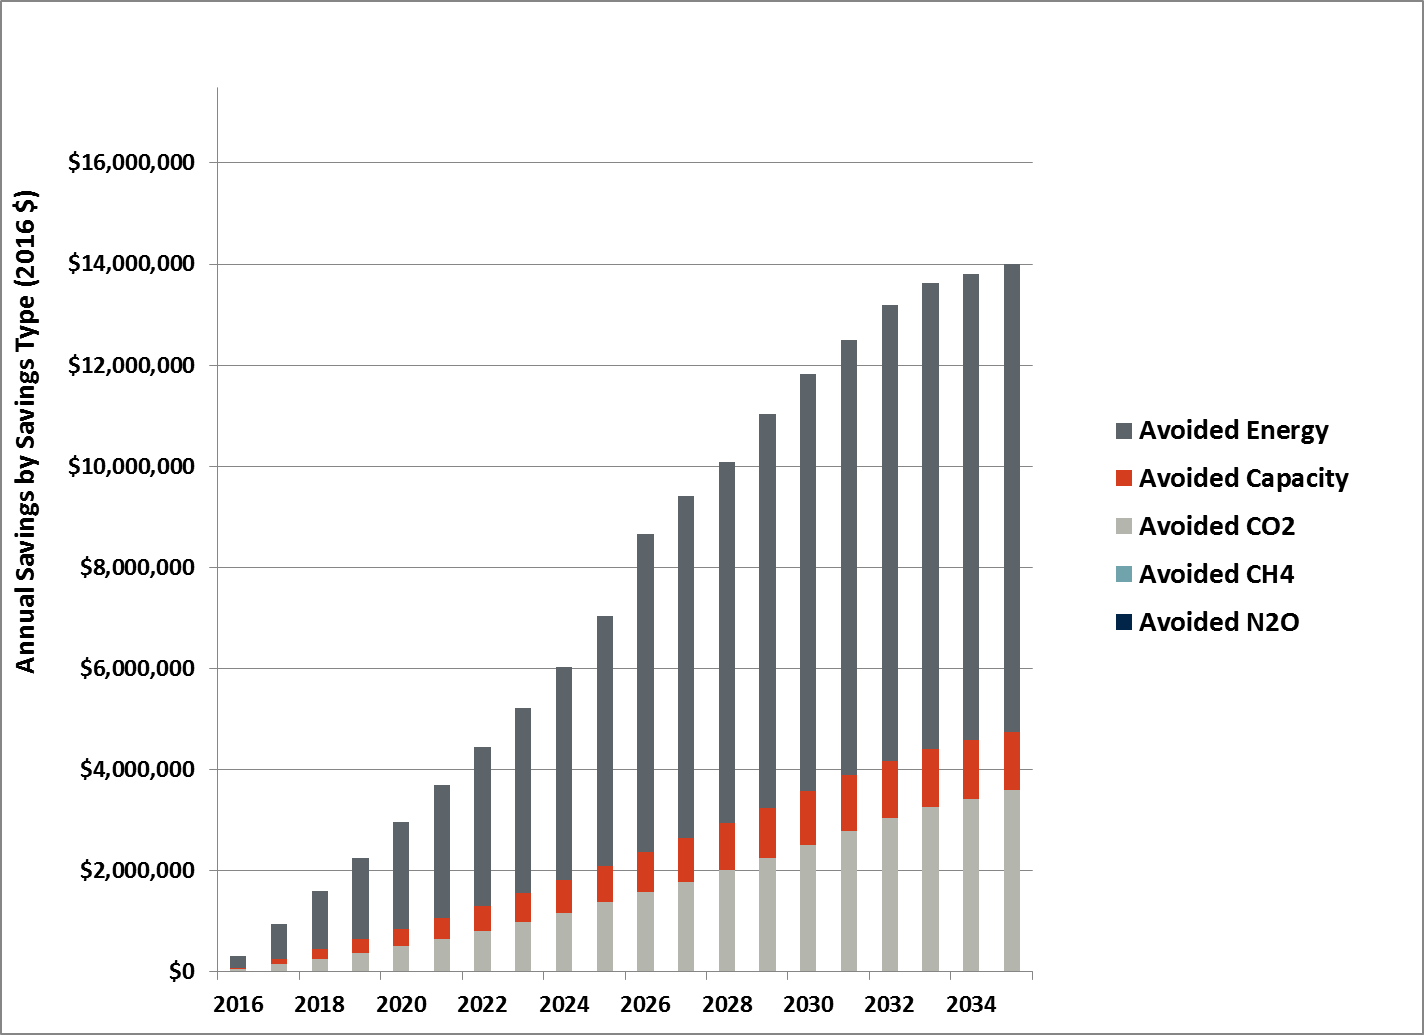 Annual Savings by Savings Type (2016 $)
$16,000,000
$14,000,000
$12,000,000
$10,000,000
$8,000,000
$6,000,000
$4,000,000
$2,000,000
$0
2016 2018 2020 2022 2024 2026 2028 2030 2032 2034
Avoided Energy
Avoided Capacity
Avoided CO2
Avoided CH4
Avoided N2O